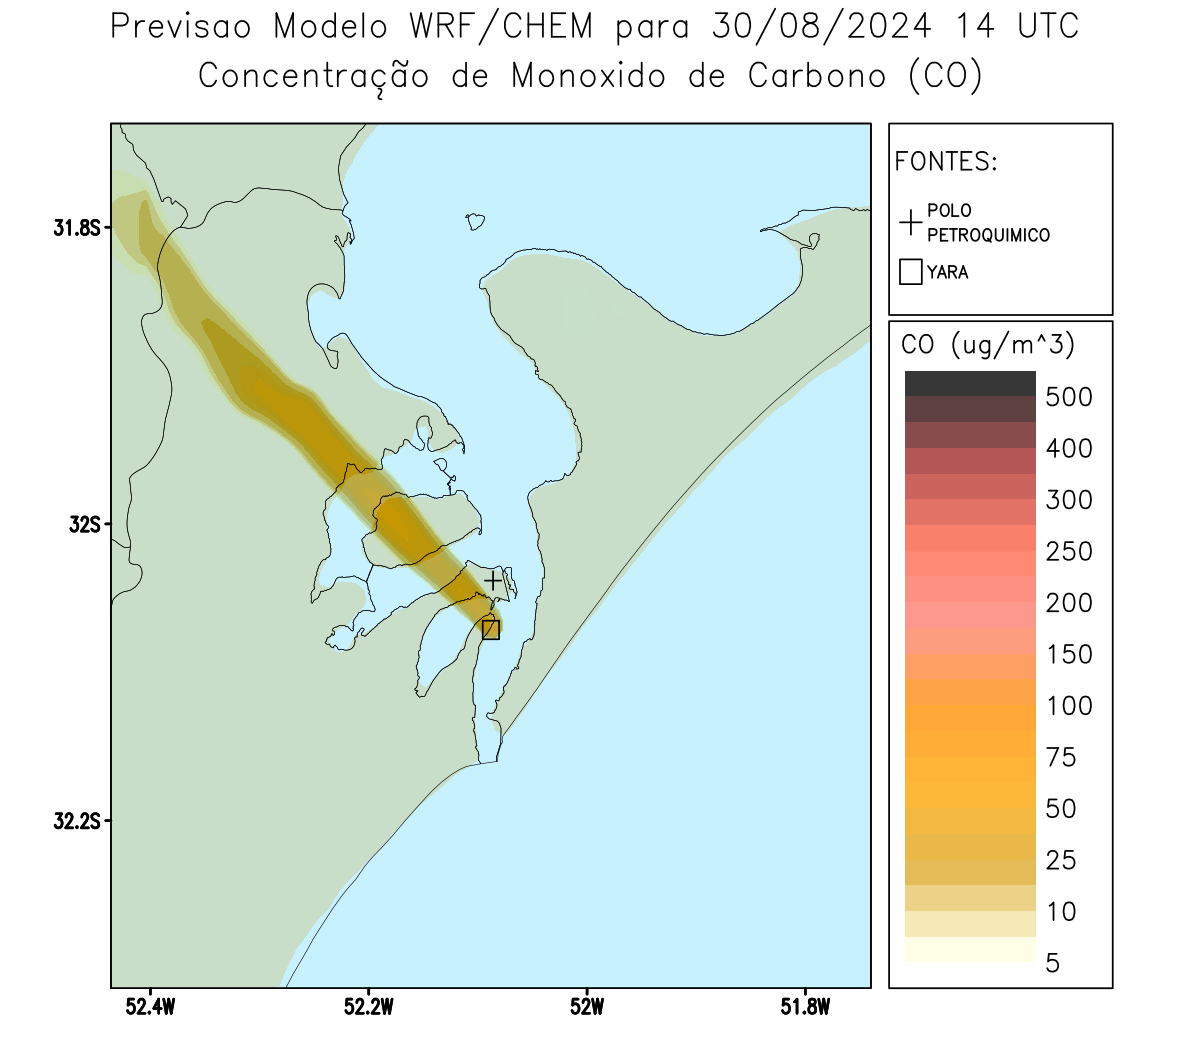 Previsao Modelo WRF/CHEM para 30/08/2024 14 UTC
Concentração de Monoxido de Carbono (CO)
FONTES:
POLO
PETROQUIMICO
YARA
CO (ug/m^3)
500
400
300
250
200
150
100
75
50
25
10
5
31.8S
32S
32.2S
52.4W
52.2W
52W
51.8W